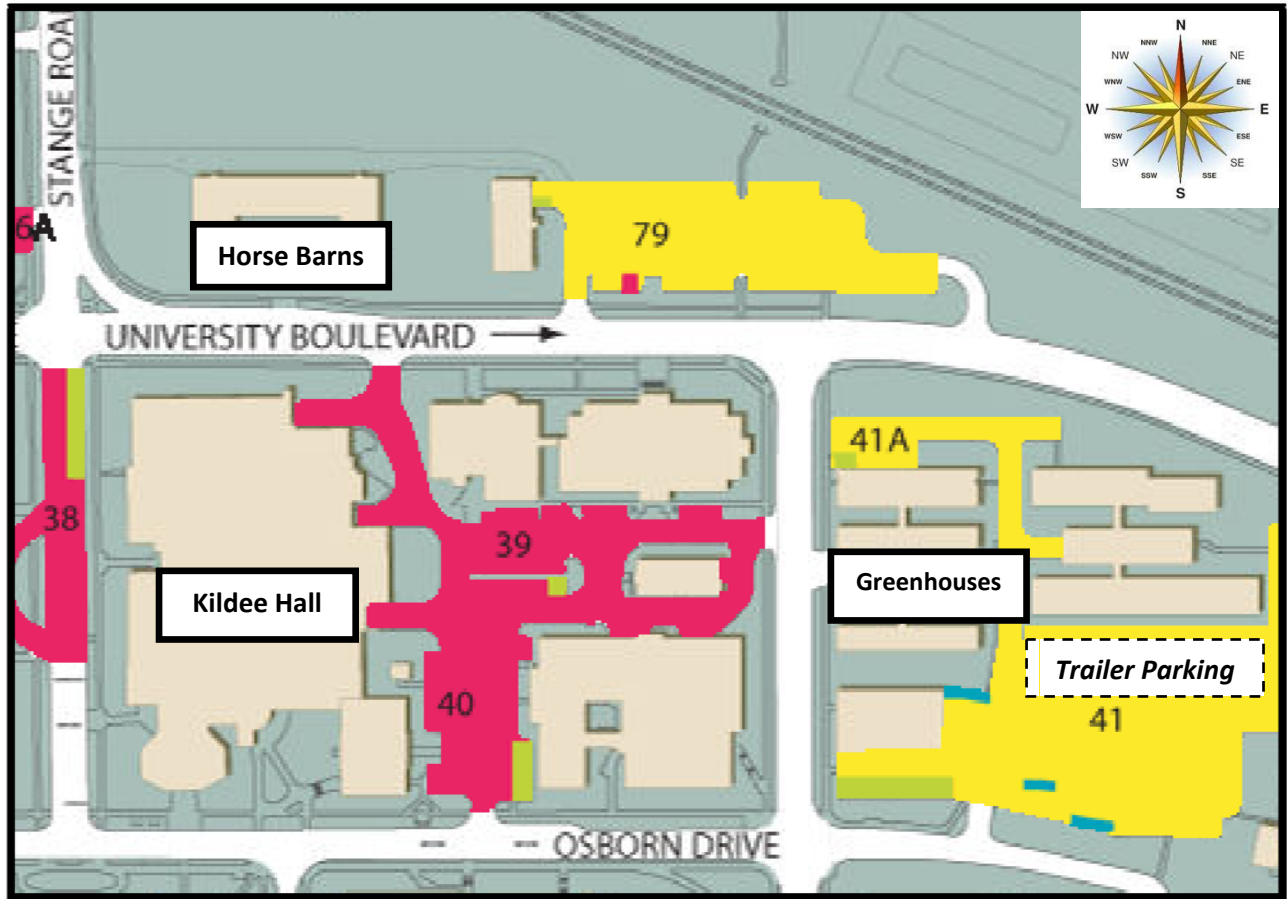 STANGE ROAD
N
NNW
NNE
NW
NE
WNW
ENE
W
E
WSW
ESE
SW
SE
SSW
SSE
S
6A
Horse Barns
79
UNIVERSITY BOULEVARD
41A
38
39
Kildee Hall
Greenhouses
Trailer Parking
40
41
OSBORN DRIVE